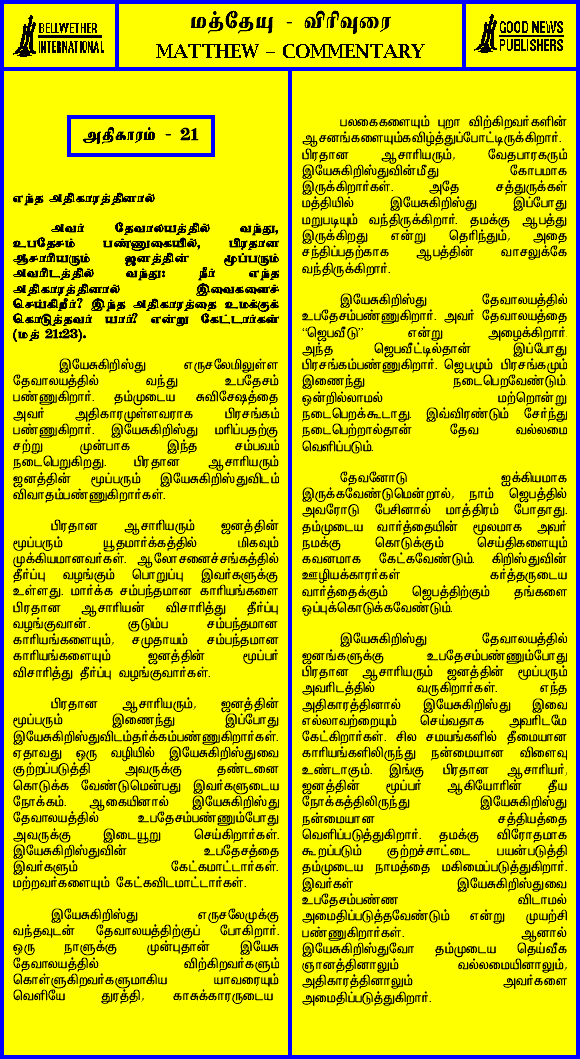 BELLWETHER
INTERNATIONAL
மத்தேயு - விரிவுரை
MATTHEW – COMMENTARY
GOOD NEWS
PUBLISHERS
அதிகாரம் - 21
எந்த அதிகாரத்தினால்
அவர் தேவாலயத்தில் வந்து,
உபதேசம் பண்ணுகையில், பிரதான
ஆசாரியரும் ஜனத்தின் மூப்பரும்
அவரிடத்தில் வந்து: நீர் எந்த
அதிகாரத்தினால் இவைகளைச்
செய்கிறீர்? இந்த அதிகாரத்தை உமக்குக்
கொடுத்தவர் யார்? என்று கேட்டார்கள்
(மத் 21:23).
இயேசுகிறிஸ்து எருசலேமிலுள்ள
தேவாலயத்தில் வந்து உபதேசம்
பண்ணுகிறார். தம்முடைய சுவிசேஷத்தை
அவர் அதிகாரமுள்ளவராக பிரசங்கம்
பண்ணுகிறார். இயேசுகிறிஸ்து மரிப்பதற்கு
சற்று முன்பாக இந்த சம்பவம்
நடைபெறுகிறது. பிரதான ஆசாரியரும்
ஜனத்தின் மூப்பரும் இயேசுகிறிஸ்துவிடம்
விவாதம்பண்ணுகிறார்கள்.
பிரதான ஆசாரியரும் ஜனத்தின்
மூப்பரும் யூதமார்க்கத்தில் மிகவும்
முக்கியமானவர்கள். ஆலோசனைச்சங்கத்தில்
தீர்ப்பு வழங்கும் பொறுப்பு இவர்களுக்கு
உள்ளது. மார்க்க சம்பந்தமான காரியங்களை
பிரதான ஆசாரியன் விசாரித்து தீர்ப்பு
வழங்குவான். குடும்ப சம்பந்தமான
காரியங்களையும், சமுதாயம் சம்பந்தமான
காரியங்களையும் ஜனத்தின் மூப்பர்
விசாரித்து தீர்ப்பு வழங்குவார்கள்.
பிரதான ஆசாரியரும், ஜனத்தின்
மூப்பரும் இணைந்து இப்போது
இயேசுகிறிஸ்துவிடம்தர்க்கம்பண்ணுகிறார்கள்.
ஏதாவது ஒரு வழியில் இயேசுகிறிஸ்துவை
குற்றப்படுத்தி அவருக்கு தண்டனை
கொடுக்க வேண்டுமென்பது இவர்களுடைய
நோக்கம். ஆகையினால் இயேசுகிறிஸ்து
தேவாலயத்தில் உபதேசம்பண்ணும்போது
அவருக்கு இடையூறு செய்கிறார்கள்.
இயேசுகிறிஸ்துவின் உபதேசத்தை
இவர்களும் கேட்கமாட்டார்கள்.
மற்றவர்களையும் கேட்கவிடமாட்டார்கள்.
இயேசுகிறிஸ்து எருசலேமுக்கு
வந்தவுடன் தேவாலயத்திற்குப் போகிறார்.
ஒரு நாளுக்கு முன்புதான் இயேசு
தேவாலயத்தில் விற்கிறவர்களும்
கொள்ளுகிறவர்களுமாகிய யாவரையும்
வெளியே துரத்தி, காசுக்காரருடைய
பலகைகளையும் புறா விற்கிறவர்களின்
ஆசனங்களையும்கவிழ்த்துப்போட்டிருக்கிறார்.
பிரதான ஆசாரியரும், வேதபாரகரும்
இயேசுகிறிஸ்துவின்மீது கோபமாக
இருக்கிறார்கள். அதே சத்துருக்கள்
மத்தியில் இயேசுகிறிஸ்து இப்போது
மறுபடியும் வந்திருக்கிறார். தமக்கு ஆபத்து
இருக்கிறது என்று தெரிந்தும், அதை
சந்திப்பதற்காக ஆபத்தின் வாசலுக்கே
வந்திருக்கிறார்.
இயேசுகிறிஸ்து தேவாலயத்தில்
உபதேசம்பண்ணுகிறார். அவர் தேவாலயத்தை
“ஜெபவீடு” என்று அழைக்கிறார்.
அந்த ஜெபவீட்டில்தான் இப்போது
பிரசங்கம்பண்ணுகிறார். ஜெபமும் பிரசங்கமும்
இணைந்து நடைபெறவேண்டும்.
ஒன்றில்லாமல் மற்றொன்று
நடைபெறக்கூடாது. இவ்விரண்டும் சேர்ந்து
நடைபெற்றால்தான் தேவ வல்லமை
வெளிப்படும்.
தேவனோடு ஐக்கியமாக
இருக்கவேண்டுமென்றால், நாம் ஜெபத்தில்
அவரோடு பேசினால் மாத்திரம் போதாது.
தம்முடைய வார்த்தையின் மூலமாக அவர்
நமக்கு கொடுக்கும் செய்திகளையும்
கவனமாக கேட்கவேண்டும். கிறிஸ்துவின்
ஊழியக்காரர்கள் கர்த்தருடைய
வார்த்தைக்கும் ஜெபத்திற்கும் தங்களை
ஒப்புக்கொடுக்கவேண்டும்.
இயேசுகிறிஸ்து தேவாலயத்தில்
ஜனங்களுக்கு உபதேசம்பண்ணும்போது
பிரதான ஆசாரியரும் ஜனத்தின் மூப்பரும்
அவரிடத்தில் வருகிறார்கள். எந்த
அதிகாரத்தினால் இயேசுகிறிஸ்து இவை
எல்லாவற்றையும் செய்வதாக அவரிடமே
கேட்கிறார்கள். சில சமயங்களில் தீமையான
காரியங்களிலிருந்து நன்மையான விளைவு
உண்டாகும். இங்கு பிரதான ஆசாரியர்,
ஜனத்தின் மூப்பர் ஆகியோரின் தீய
நோக்கத்திலிருந்து இயேசுகிறிஸ்து
நன்மையான சத்தியத்தை
வெளிப்படுத்துகிறார். தமக்கு விரோதமாக
கூறப்படும் குற்றச்சாட்டை பயன்படுத்தி
தம்முடைய நாமத்தை மகிமைப்படுத்துகிறார்.
இவர்கள் இயேசுகிறிஸ்துவை
உபதேசம்பண்ண விடாமல்
அமைதிப்படுத்தவேண்டும் என்று முயற்சி
பண்ணுகிறார்கள். ஆனால்
இயேசுகிறிஸ்துவோ தம்முடைய தெய்வீக
ஞானத்தினாலும் வல்லமையினாலும்,
அதிகாரத்தினாலும் அவர்களை
அமைதிப்படுத்துகிறார்.